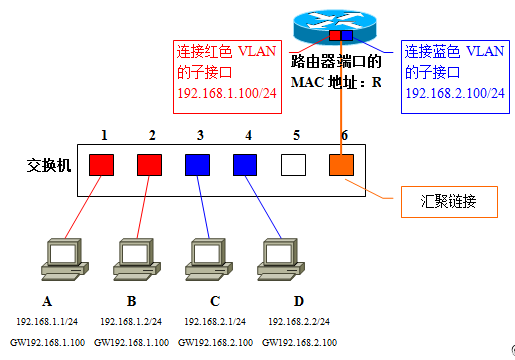 连接红色 VLAN
的子接口
192.168.1.100/24
路由器端口的
MAC 地址：R
连接蓝色 VLAN
的子接口
192.168.2.100/24
1 2 3 4 5 6
交换机
汇聚链接
A B C D
192.168.1.1/24 192.168.1.2/24 192.168.2.1/24 192.168.2.2/24
GW192.168.1.100 GW192.168.1.100 GW192.168.2.100 GW192.168.2.100